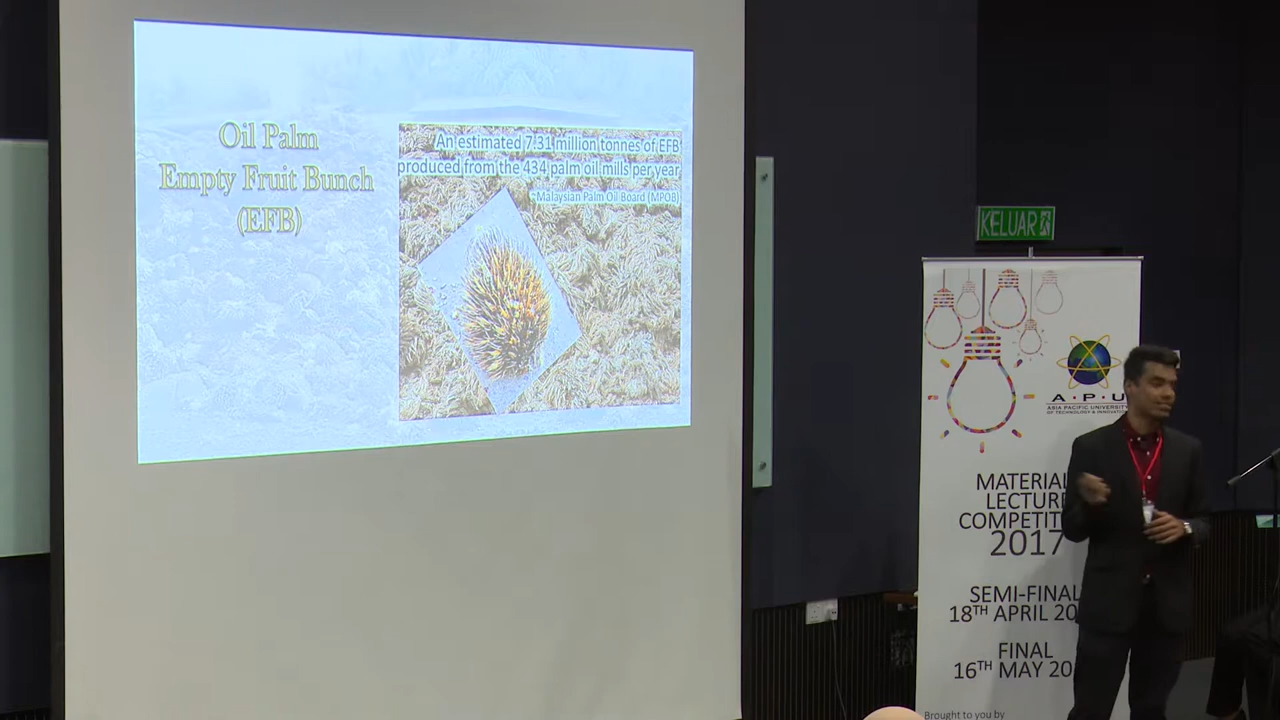 Oil Palm
Empty Fruit Bunch
(EFB)
An estimated 7.31 million tonnes of EFB
produced from the 434 palm oil mills per year
Malaysian Palm Oil Board (MPOB)
KELUAR
A·P·U
ASIA PACIFIC UNIVERSITY
OF TECHNOLOGY & INNOVATION
MATERIAL
LECTURE
COMPETIT
2017
SEMI-FINAL
18TH APRIL 20
FINAL
16TH MAY 20
Brought to you by